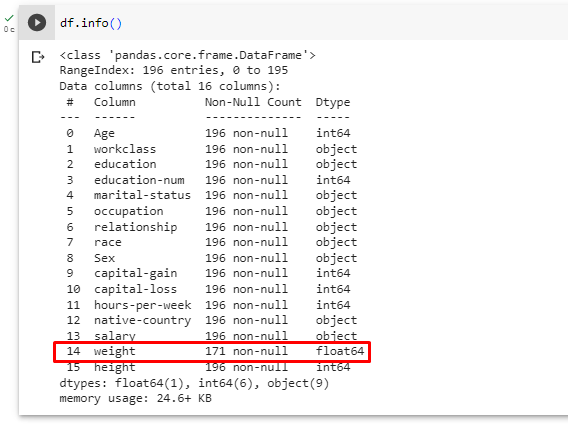 df.info()
0 c
<class 'pandas.core.frame.DataFrame'>
RangeIndex: 196 entries, 0 to 195
Data columns (total 16 columns):
 #   Column          Non-Null Count  Dtype
---  ------          --------------  -----
 0   Age             196 non-null    int64
 1   workclass       196 non-null    object
 2   education       196 non-null    object
 3   education-num   196 non-null    int64
 4   marital-status  196 non-null    object
 5   occupation      196 non-null    object
 6   relationship    196 non-null    object
 7   race            196 non-null    object
 8   Sex             196 non-null    object
 9   capital-gain    196 non-null    int64
 10  capital-loss    196 non-null    int64
 11  hours-per-week  196 non-null    int64
 12  native-country  196 non-null    object
 13  salary          196 non-null    object
 14  weight          171 non-null    float64
 15  height          196 non-null    int64
dtypes: float64(1), int64(6), object(9)
memory usage: 24.6+ KB